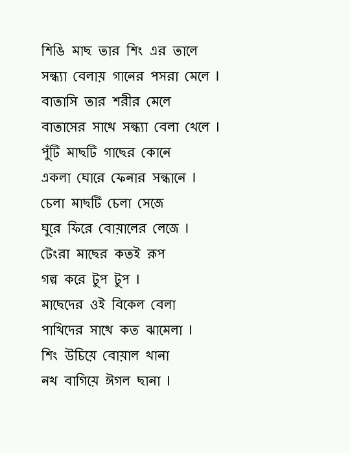 শিঙি মাছ তার শিং এর তালে
সন্ধ্যা বেলায় গানের পসরা মেলে ।
বাতাসি তার শরীর মেলে
বাতাসের সাথে সন্ধ্যা বেলা খেলে ।
পুঁটি মাছটি গাছের কোনে
একলা ঘোরে ফেনার সন্ধানে ।
চেলা মাছটি চেলা সেজে
ঘুরে ফিরে বোয়ালের লেজে ।
টেংরা মাছের কতই রূপ
গল্প করে টুপ টুপ ।
মাছেদের ওই বিকেল বেলা
পাখিদের সাথে কত ঝামেলা ।
শিং উচিয়ে বোয়াল থানা
নখ বাগিয়ে ঈগল ছানা ।